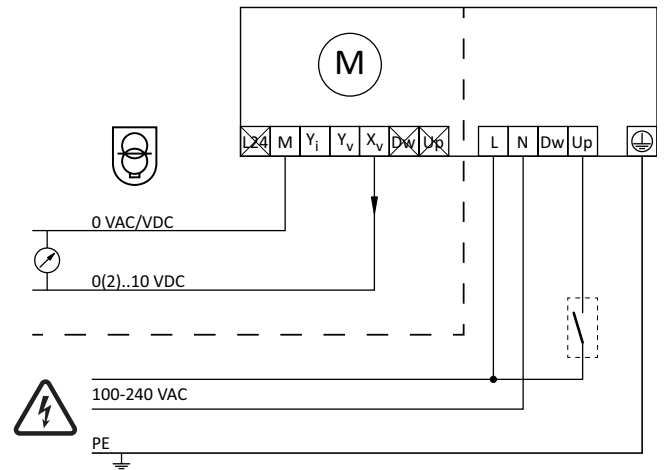 M
L24 M Yi Yv Xv Dw Up L N Dw Up
0 VAC/VDC
0(2)..10 VDC
100-240 VAC
PE